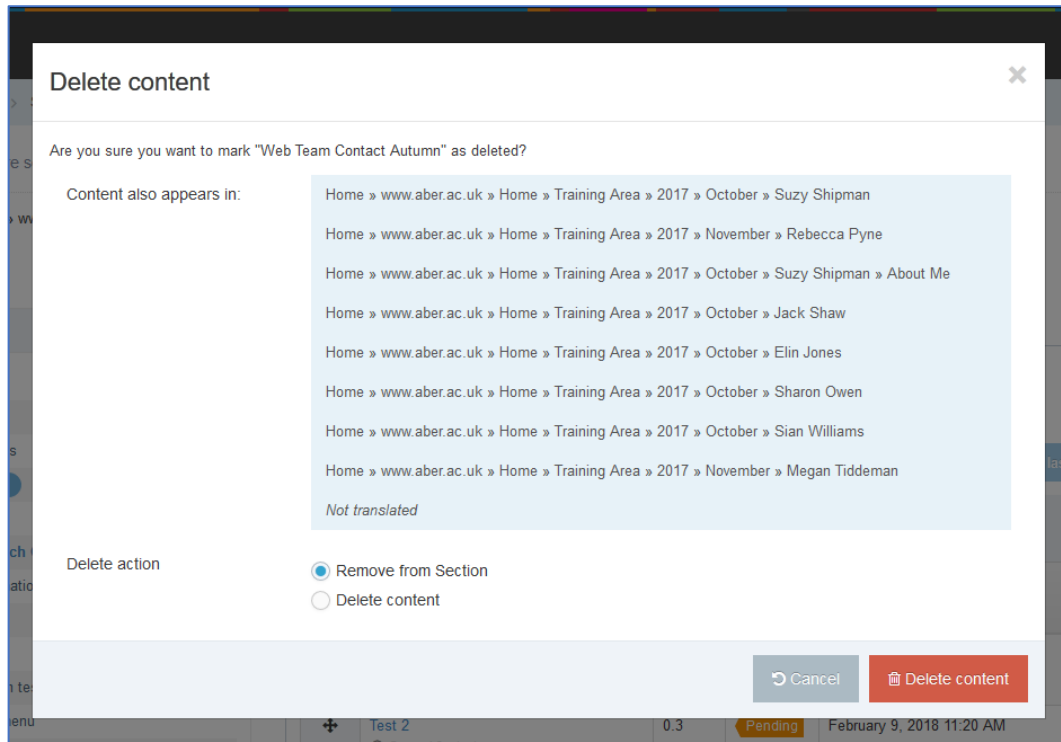 Delete content
Are you sure you want to mark "Web Team Contact Autumn" as deleted?
Content also appears in:
Home » www.aber.ac.uk » Home » Training Area » 2017 » October » Suzy Shipman
Home » www.aber.ac.uk » Home » Training Area » 2017 » November » Rebecca Pyne
Home » www.aber.ac.uk » Home » Training Area » 2017 » October » Suzy Shipman » About Me
Home » www.aber.ac.uk » Home » Training Area » 2017 » October » Jack Shaw
Home » www.aber.ac.uk » Home » Training Area » 2017 » October » Elin Jones
Home » www.aber.ac.uk » Home » Training Area » 2017 » October » Sharon Owen
Home » www.aber.ac.uk » Home » Training Area » 2017 » October » Sian Williams
Home » www.aber.ac.uk » Home » Training Area » 2017 » November » Megan Tiddeman
Not translated
Delete action
Remove from Section
Delete content
Cancel
Delete content
enu
Test 2 0.3 Pending February 9, 2018 11:20 AM